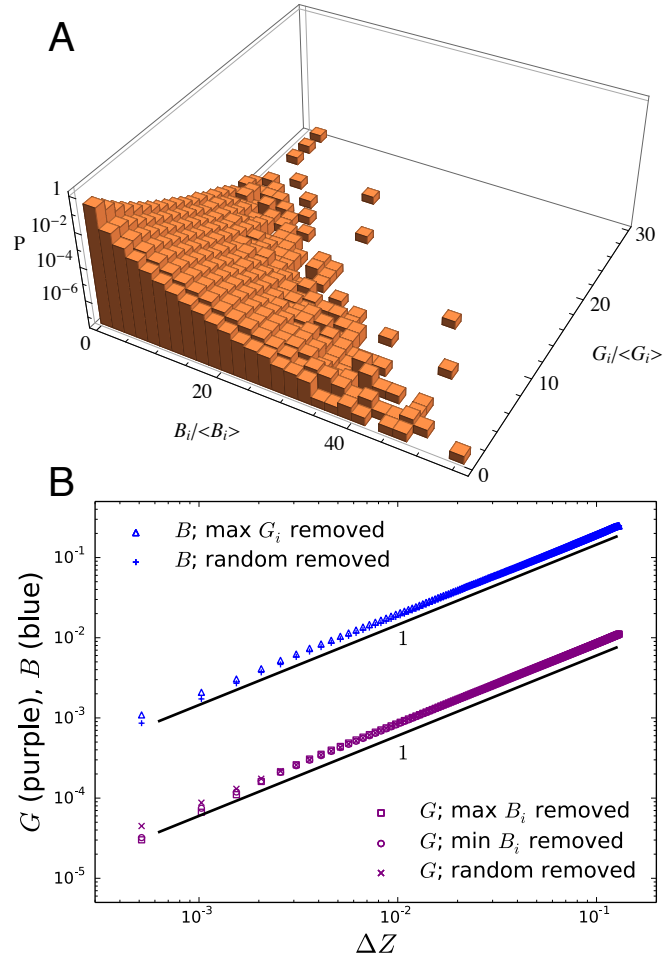 A
1
10⁻²
10⁻⁴
10⁻⁶
P
0
20
40
B_i/<B_i>
0
10
20
30
G_i/<G_i>
B
B; max G_i removed
B; random removed
1
1
G; max B_i removed
G; min B_i removed
G; random removed
10⁻¹
10⁻²
10⁻³
10⁻⁴
10⁻⁵
G (purple), B (blue)
10⁻³
10⁻²
10⁻¹
ΔZ